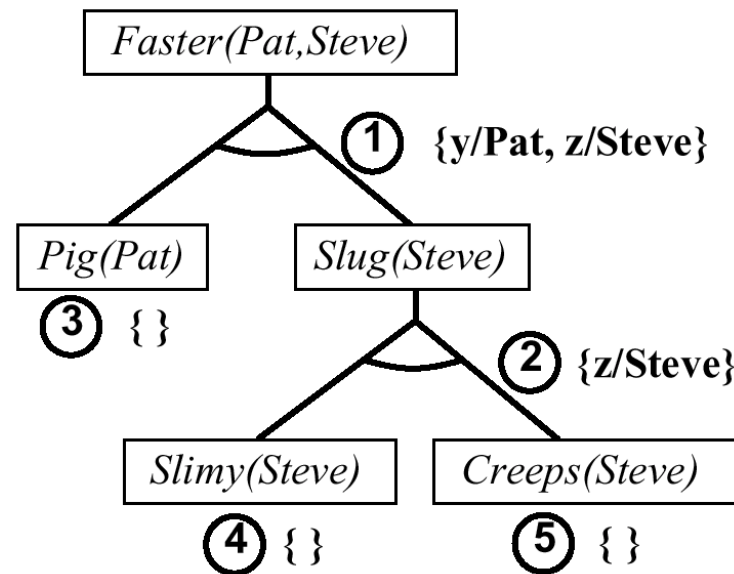 Faster(Pat,Steve)
1 {y/Pat, z/Steve}
Pig(Pat) Slug(Steve)
3 { }
2 {z/Steve}
Slimy(Steve) Creeps(Steve)
4 { } 5 { }